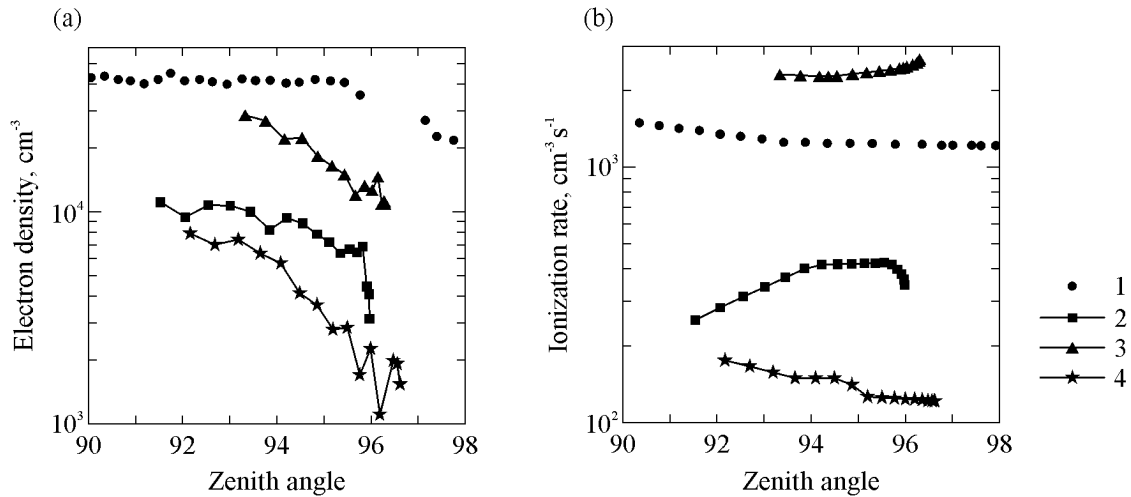 (a)
Electron density, cm⁻³
10⁴
10³
90 92 94 96 98
Zenith angle
(b)
Ionization rate, cm⁻³ s⁻¹
10³
10²
90 92 94 96 98
Zenith angle
1
2
3
4